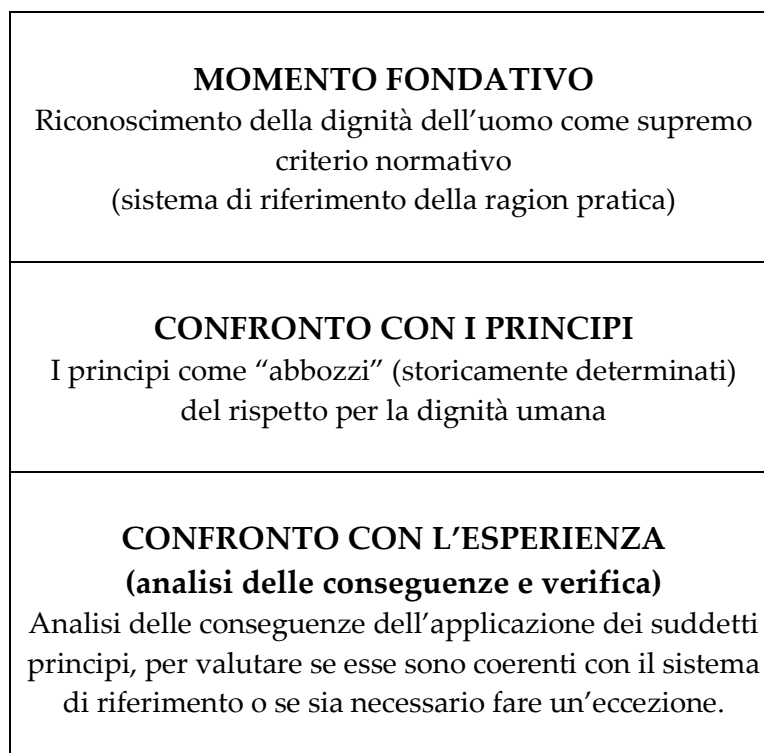 MOMENTO FONDATIVO
Riconoscimento della dignità dell’uomo come supremo
criterio normativo
(sistema di riferimento della ragion pratica)
CONFRONTO CON I PRINCIPI
I principi come “abbozzi” (storicamente determinati)
del rispetto per la dignità umana
CONFRONTO CON L’ESPERIENZA
(analisi delle conseguenze e verifica)
Analisi delle conseguenze dell’applicazione dei suddetti
principi, per valutare se esse sono coerenti con il sistema
di riferimento o se sia necessario fare un’eccezione.